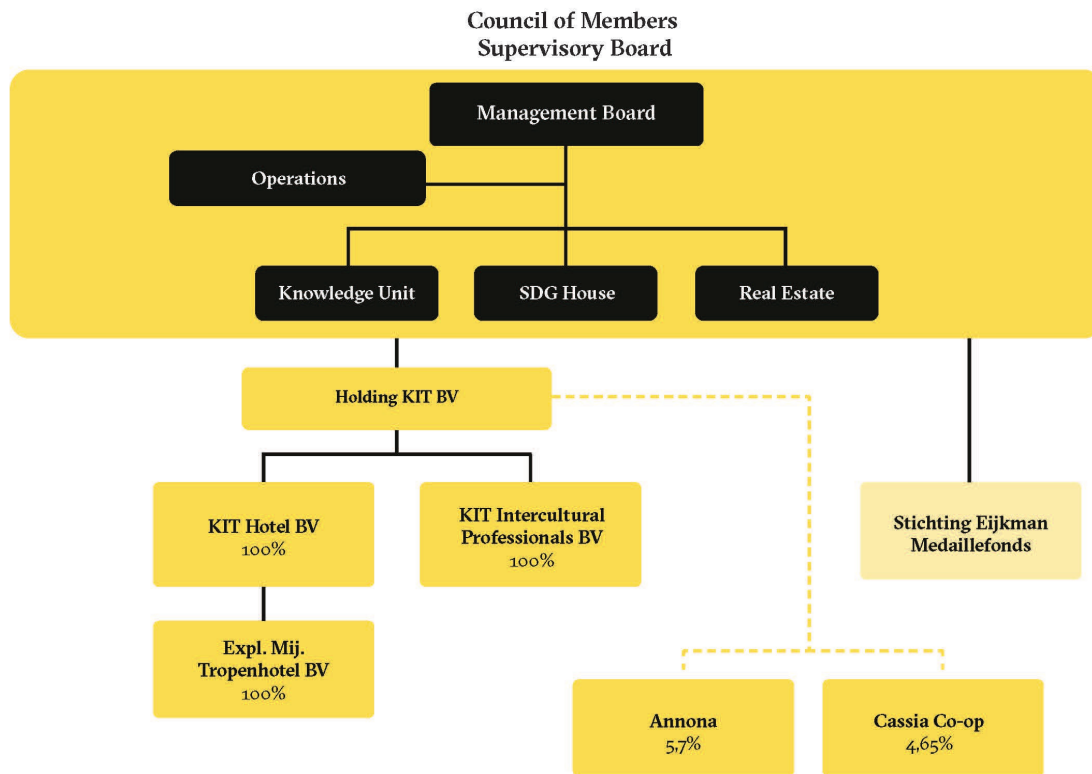 Council of Members
Supervisory Board
Management Board
Operations
Knowledge Unit
SDG House
Real Estate
Holding KIT BV
KIT Hotel BV
100%
KIT Intercultural
Professionals BV
100%
Stichting Eijkman
Medaillefonds
Expl. Mij.
Tropenhotel BV
100%
Annona
5,7%
Cassia Co-op
4,65%